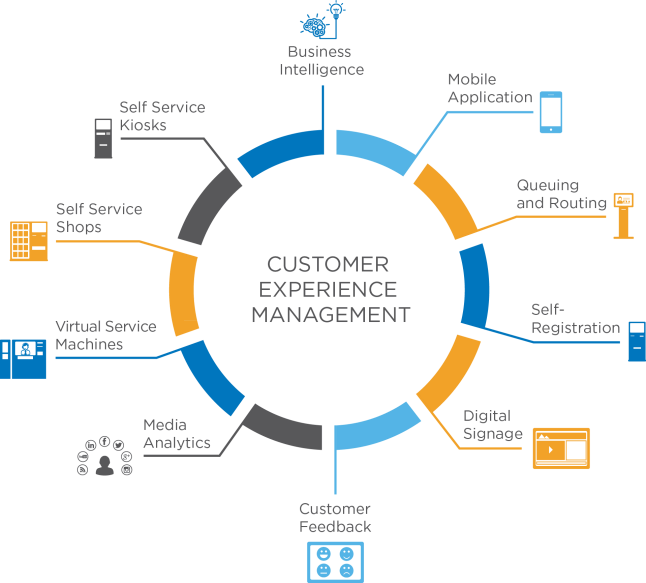 Business
Intelligence
Mobile
Application
Self Service
Kiosks
Queuing
and Routing
Self Service
Shops
CUSTOMER
EXPERIENCE
MANAGEMENT
Self-
Registration
Virtual Service
Machines
Digital
Signage
Media
Analytics
Customer
Feedback